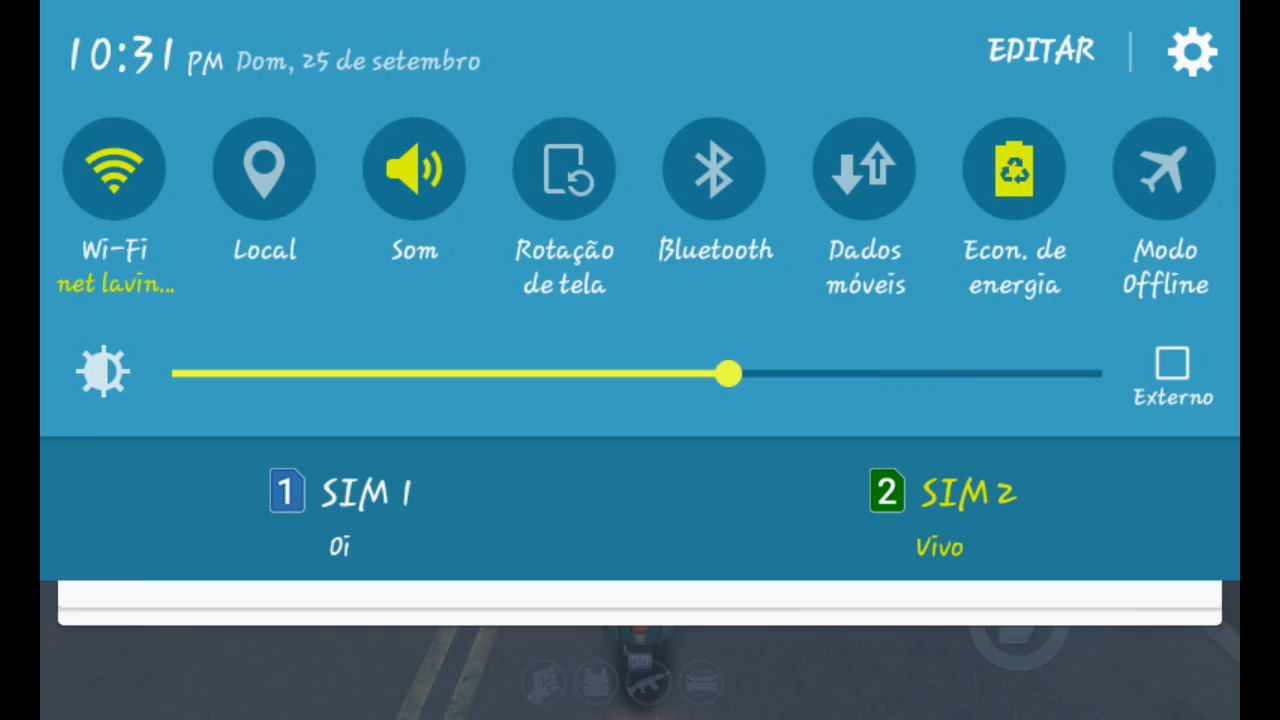 10:31 PM Dom, 25 de setembro EDITAR
Wi-Fi Local Som Rotação Bluetooth Dados Econ. de Modo
net lavin... de tela móveis energia Offline
Externo
1 SIM 1 2 SIM 2
Oi Vivo